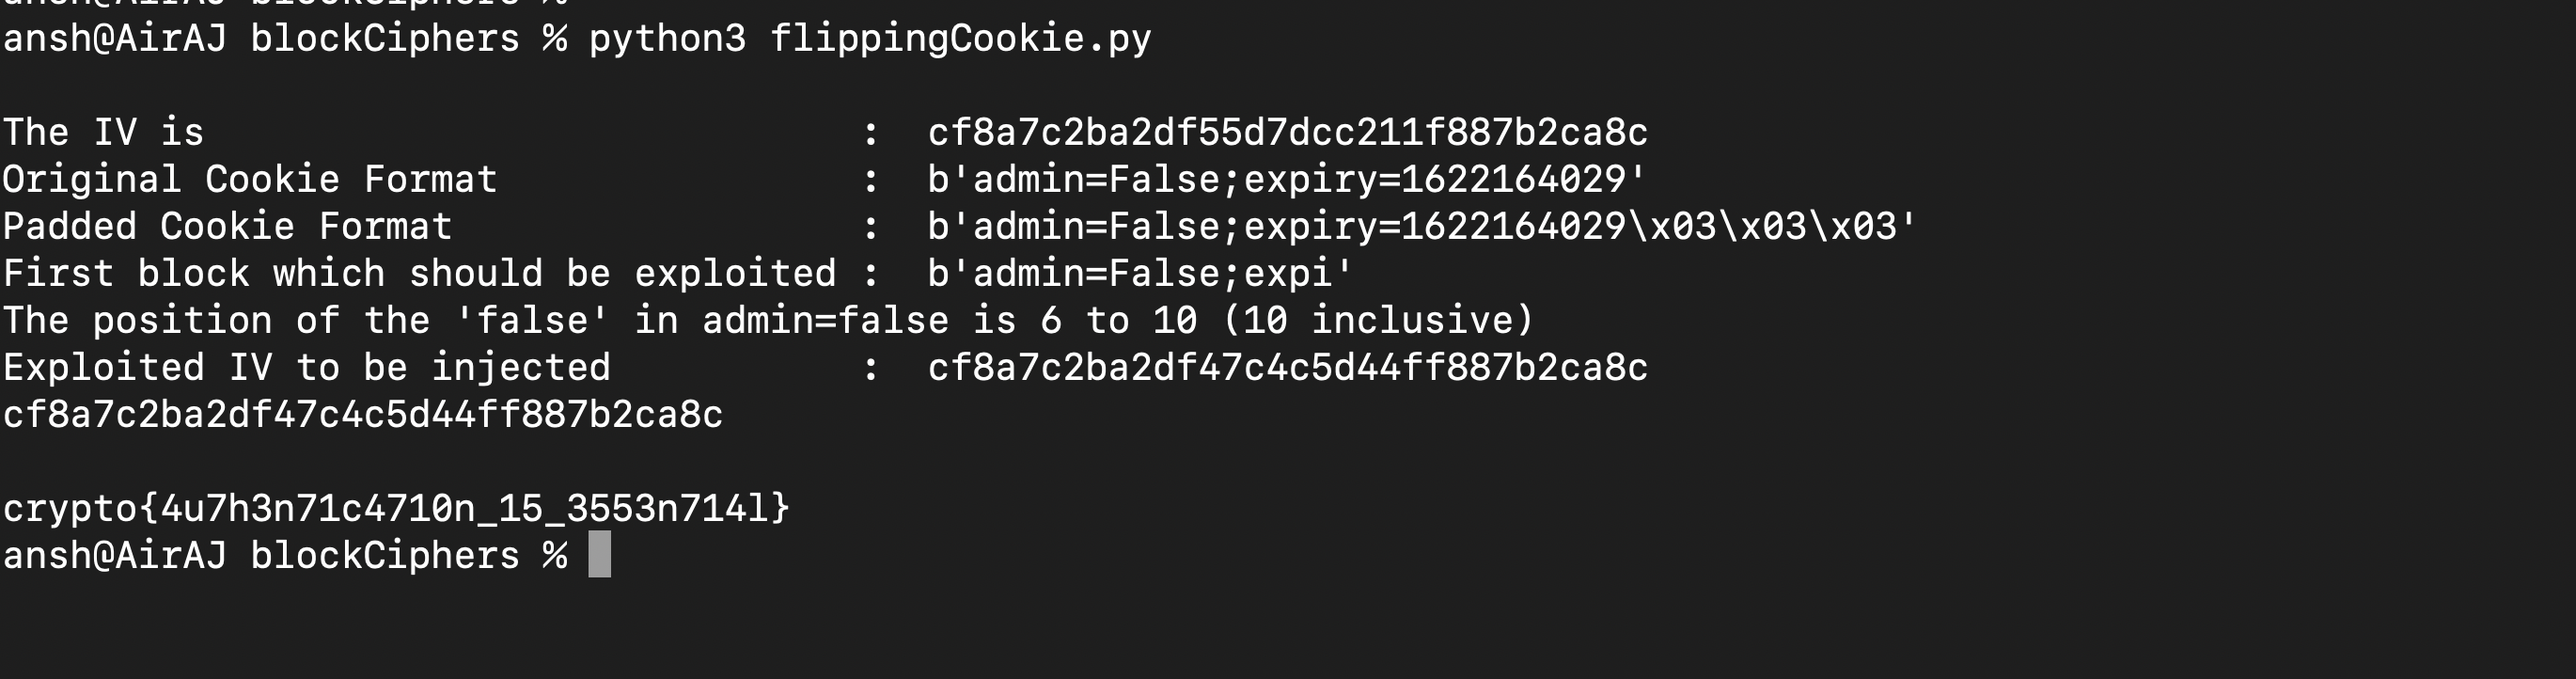 ansh@AirAJ blockCiphers %
ansh@AirAJ blockCiphers % python3 flippingCookie.py
The IV is : cf8a7c2ba2df55d7dcc211f887b2ca8c
Original Cookie Format : b'admin=False;expiry=1622164029'
Padded Cookie Format : b'admin=False;expiry=1622164029\x03\x03\x03'
First block which should be exploited : b'admin=False;expi'
The position of the 'false' in admin=false is 6 to 10 (10 inclusive)
Exploited IV to be injected : cf8a7c2ba2df47c4c5d44ff887b2ca8c
cf8a7c2ba2df47c4c5d44ff887b2ca8c
crypto{4u7h3n71c4710n_15_3553n714l}
ansh@AirAJ blockCiphers %